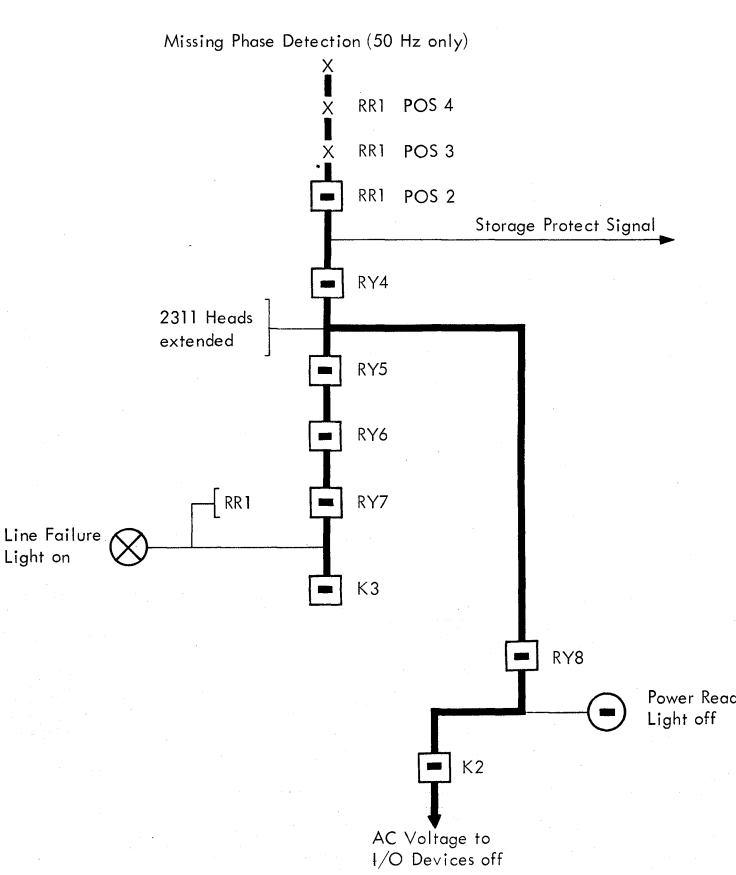 Missing Phase Detection (50 Hz only)
X
X RR1 POS 4
X RR1 POS 3
RR1 POS 2
Storage Protect Signal
RY4
2311 Heads
extended
RY5
RY6
RR1
RY7
Line Failure
Light on
K3
RY8
Power Read
Light off
K2
AC Voltage to
I/O Devices off